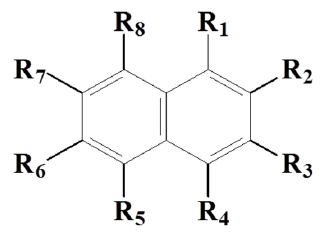 R₈ R₁
R₇ R₂
R₆ R₃
R₅ R₄